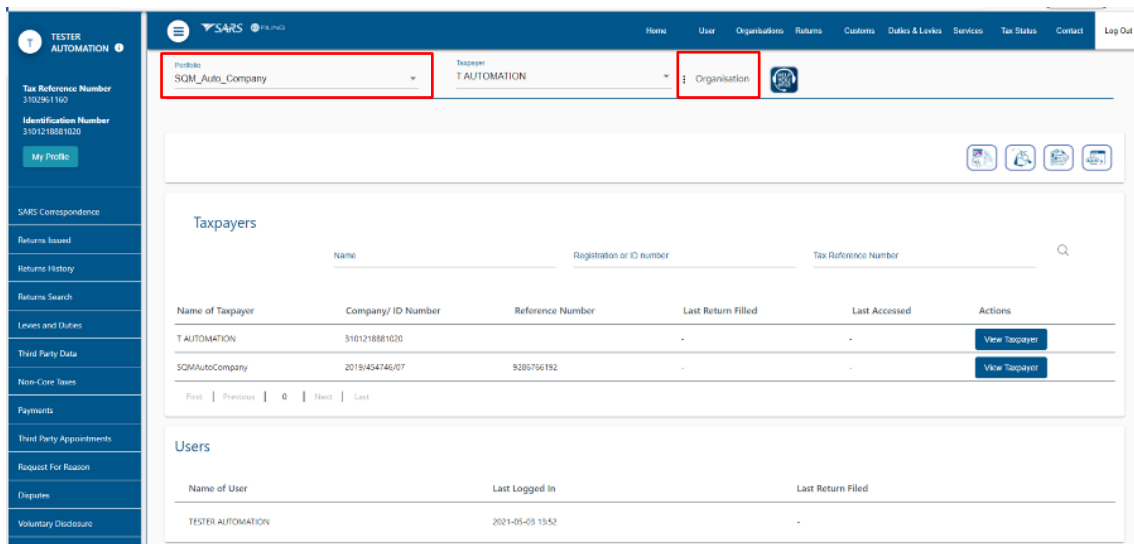 T
TESTER
AUTOMATION
Tax Reference Number
3102961160
Identification Number
3101218881020
My Profile
SARS Correspondence
Returns Issued
Returns History
Returns Search
Levies and Duties
Third Party Data
Non-Core Taxes
Payments
Third Party Appointments
Request For Reason
Disputes
Voluntary Disclosure
SARS eFILING
Home User Organisations Returns Customs Duties & Levies Services Tax Status Contact Log Out
Portfolio
SQM_Auto_Company
Taxpayer
T AUTOMATION
Organisation
Taxpayers
Name Registration or ID number Tax Reference Number
Name of Taxpayer Company/ ID Number Reference Number Last Return Filled Last Accessed Actions
T AUTOMATION 3101218881020 - - View Taxpayer
SQMAutoCompany 2019/454746/07 9286766192 - - View Taxpayer
First | Previous | 0 | Next | Last
Users
Name of User Last Logged In Last Return Filed
TESTER AUTOMATION 2021-05-03 13:52 -